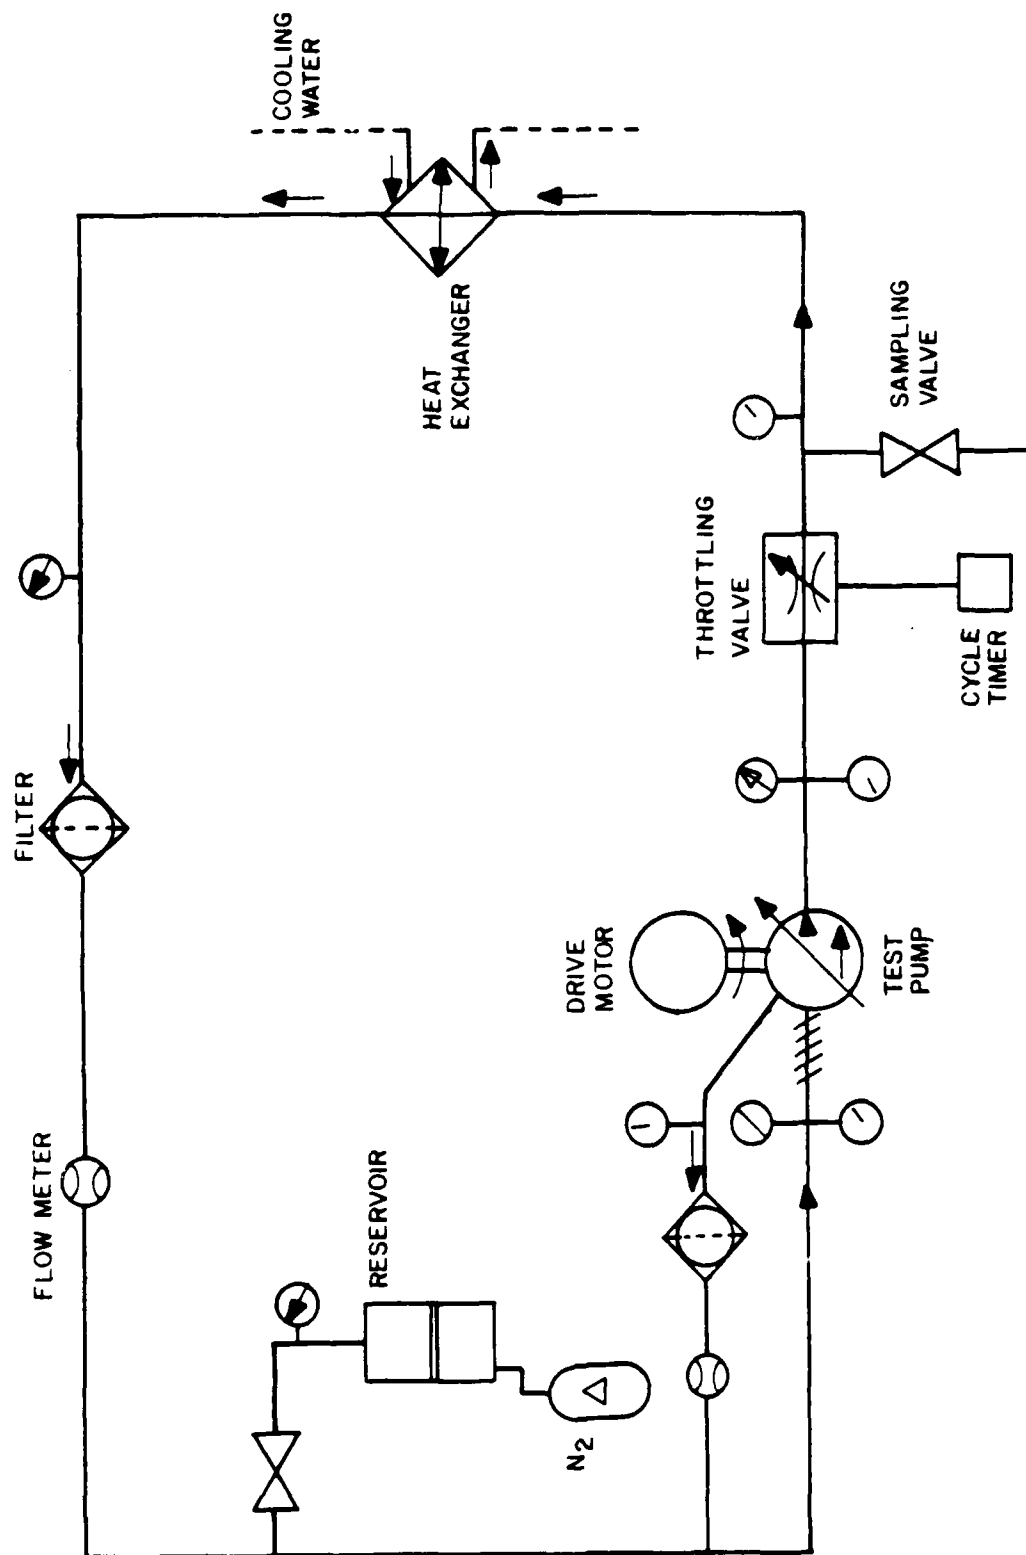 FLOW METER
FILTER
COOLING
WATER
HEAT
EXCHANGER
RESERVOIR
N2
DRIVE
MOTOR
TEST
PUMP
THROTTLING
VALVE
CYCLE
TIMER
SAMPLING
VALVE